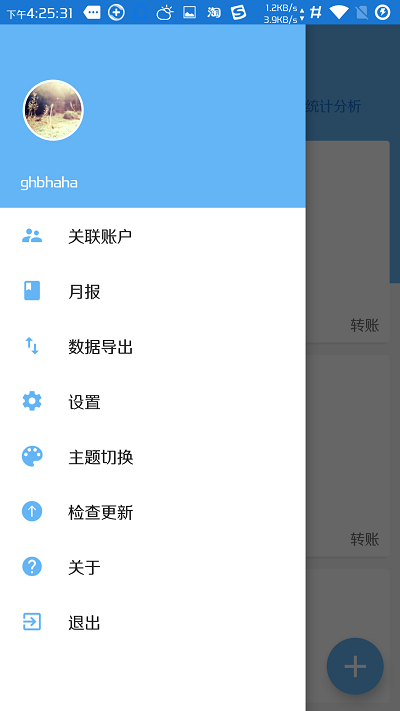 下午4:25:31
淘
1.2KB/s
3.9KB/s
统计分析
ghbhaha
关联账户
月报
转账
数据导出
设置
主题切换
检查更新
转账
关于
退出